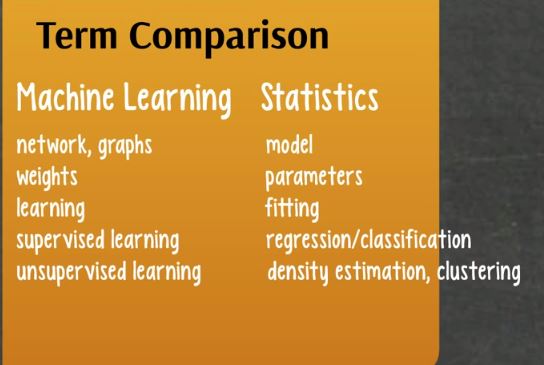 Term Comparison
Machine Learning Statistics
network, graphs model
weights parameters
learning fitting
supervised learning regression/classification
unsupervised learning density estimation, clustering